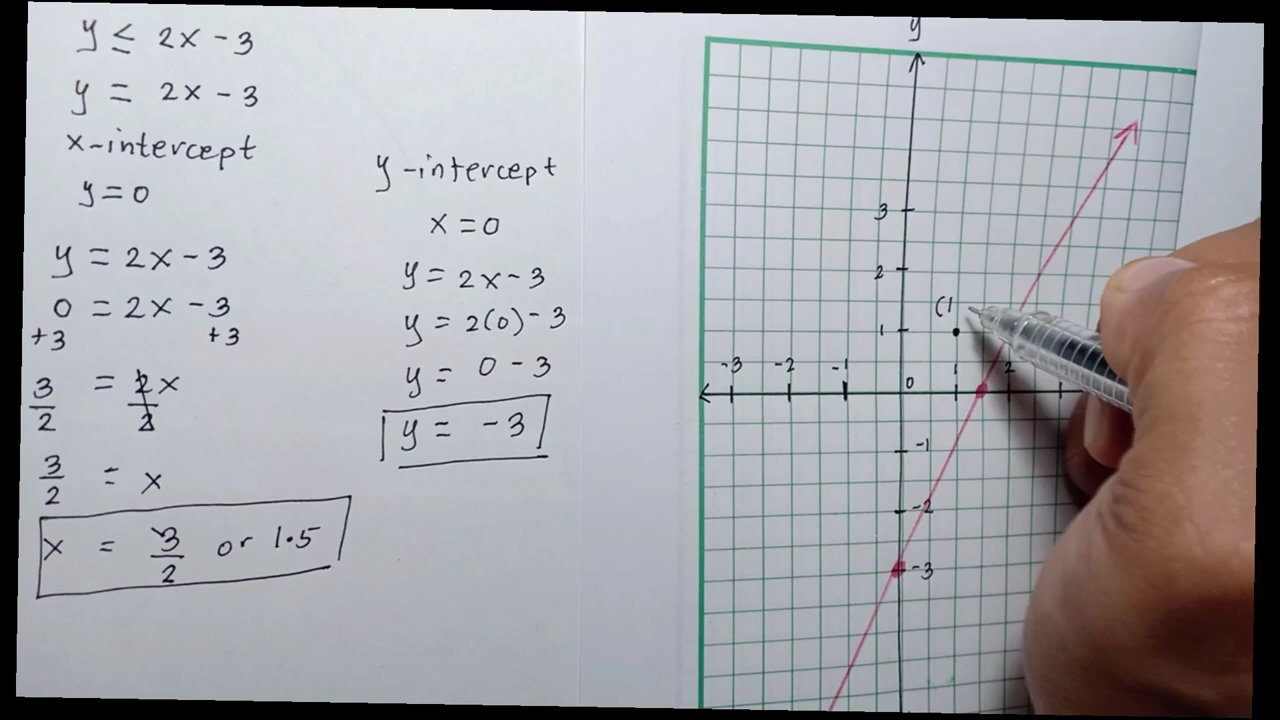 y ≤ 2x - 3
y = 2x - 3
x-intercept
y = 0
y = 2x - 3
0 = 2x - 3
+3 +3
3/2 = 2x/2
3/2 = x
x = 3/2 or 1.5
y-intercept
x = 0
y = 2x - 3
y = 2(0) - 3
y = 0 - 3
y = -3
y
3
2
(1
1
-3 -2 -1 0 1 2
-1
-2
-3